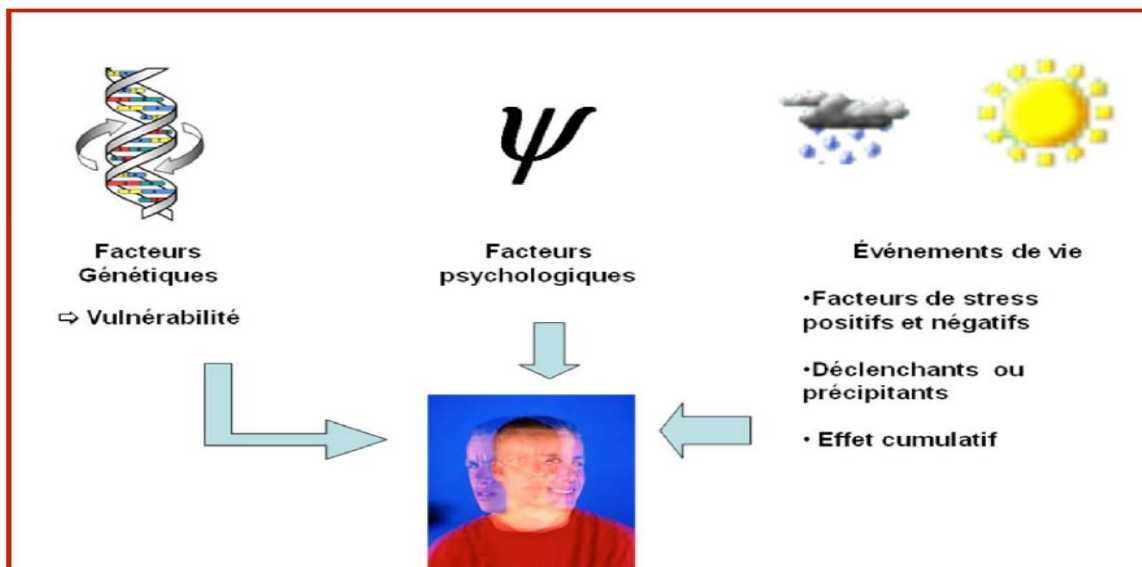 ψ
Facteurs
Génétiques
⇨ Vulnérabilité
Facteurs
psychologiques
Événements de vie
•Facteurs de stress
positifs et négatifs
•Déclenchants ou
précipitants
• Effet cumulatif